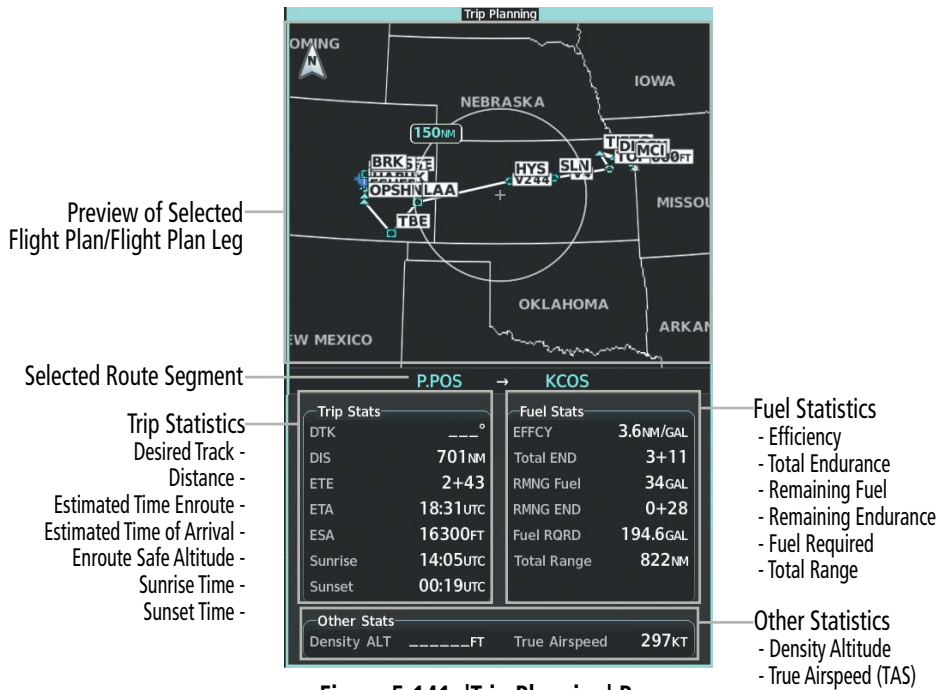 Trip Planning
OMING
N
IOWA
NEBRASKA
150NM
BRK
HYS
V244
SLN
MCI
OPSHN
LAA
TBE
MISSOU
OKLAHOMA
ARKAN
EW MEXICO
Preview of Selected
Flight Plan/Flight Plan Leg
Selected Route Segment
P.POS → KCOS
Trip Statistics
Desired Track -
Distance -
Estimated Time Enroute -
Estimated Time of Arrival -
Enroute Safe Altitude -
Sunrise Time -
Sunset Time -
Trip Stats
DTK ___°
DIS 701NM
ETE 2+43
ETA 18:31UTC
ESA 16300FT
Sunrise 14:05UTC
Sunset 00:19UTC
Fuel Stats
EFFCY 3.6NM/GAL
Total END 3+11
RMNG Fuel 34GAL
RMNG END 0+28
Fuel RQRD 194.6GAL
Total Range 822NM
Fuel Statistics
- Efficiency
- Total Endurance
- Remaining Fuel
- Remaining Endurance
- Fuel Required
- Total Range
Other Stats
Density ALT ______FT True Airspeed 297KT
Other Statistics
- Density Altitude
- True Airspeed (TAS)